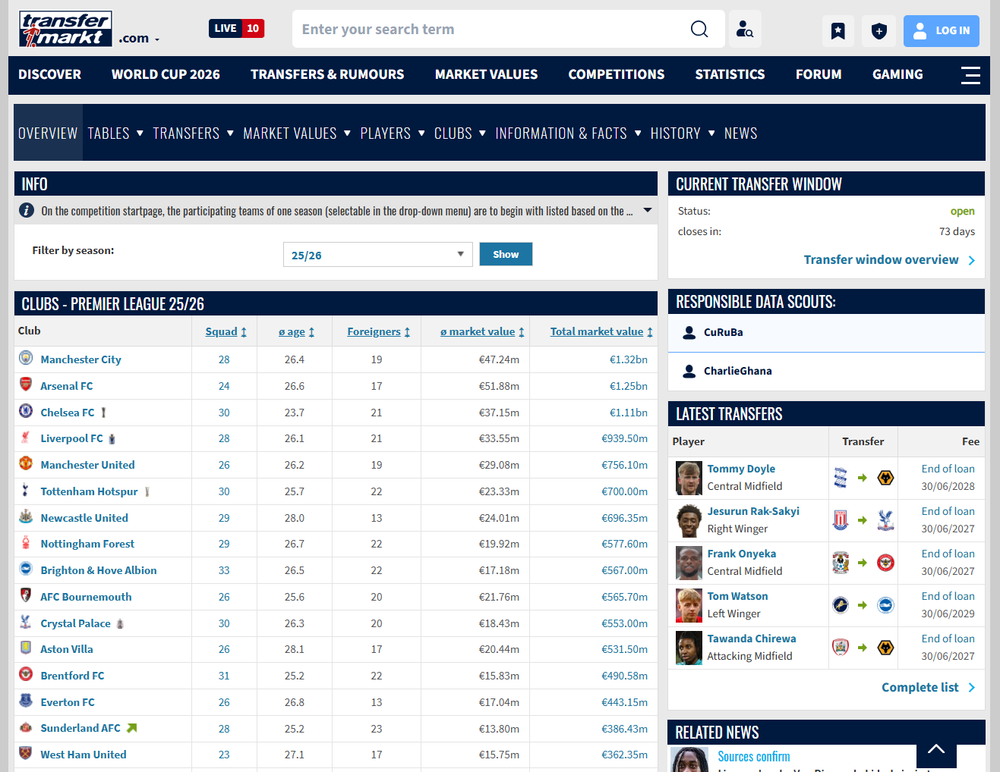 transfer
markt
.com
LIVE 10
Enter your search term
LOG IN
DISCOVER WORLD CUP 2026 TRANSFERS & RUMOURS MARKET VALUES COMPETITIONS STATISTICS FORUM GAMING
OVERVIEW TABLES TRANSFERS MARKET VALUES PLAYERS CLUBS INFORMATION & FACTS HISTORY NEWS
INFO
On the competition startpage, the participating teams of one season (selectable in the drop-down menu) are to begin with listed based on the ...
Filter by season:
25/26
Show
CLUBS - PREMIER LEAGUE 25/26
Club Squad ø age Foreigners ø market value Total market value
Manchester City 28 26.4 19 €47.24m €1.32bn
Arsenal FC 24 26.6 17 €51.88m €1.25bn
Chelsea FC 30 23.7 21 €37.15m €1.11bn
Liverpool FC 28 26.1 21 €33.55m €939.50m
Manchester United 26 26.2 19 €29.08m €756.10m
Tottenham Hotspur 30 25.7 22 €23.33m €700.00m
Newcastle United 29 28.0 13 €24.01m €696.35m
Nottingham Forest 29 26.7 22 €19.92m €577.60m
Brighton & Hove Albion 33 26.5 22 €17.18m €567.00m
AFC Bournemouth 26 25.6 20 €21.76m €565.70m
Crystal Palace 30 26.3 20 €18.43m €553.00m
Aston Villa 26 28.1 17 €20.44m €531.50m
Brentford FC 31 25.2 22 €15.83m €490.58m
Everton FC 26 26.8 13 €17.04m €443.15m
Sunderland AFC 28 25.2 23 €13.80m €386.43m
West Ham United 23 27.1 17 €15.75m €362.35m
CURRENT TRANSFER WINDOW
Status: open
closes in: 73 days
Transfer window overview
RESPONSIBLE DATA SCOUTS:
CuRuBa
CharlieGhana
LATEST TRANSFERS
Player Transfer Fee
Tommy Doyle End of loan
Central Midfield 30/06/2028
Jesurun Rak-Sakyi End of loan
Right Winger 30/06/2027
Frank Onyeka End of loan
Central Midfield 30/06/2027
Tom Watson End of loan
Left Winger 30/06/2029
Tawanda Chirewa End of loan
Attacking Midfield 30/06/2027
Complete list
RELATED NEWS
Sources confirm